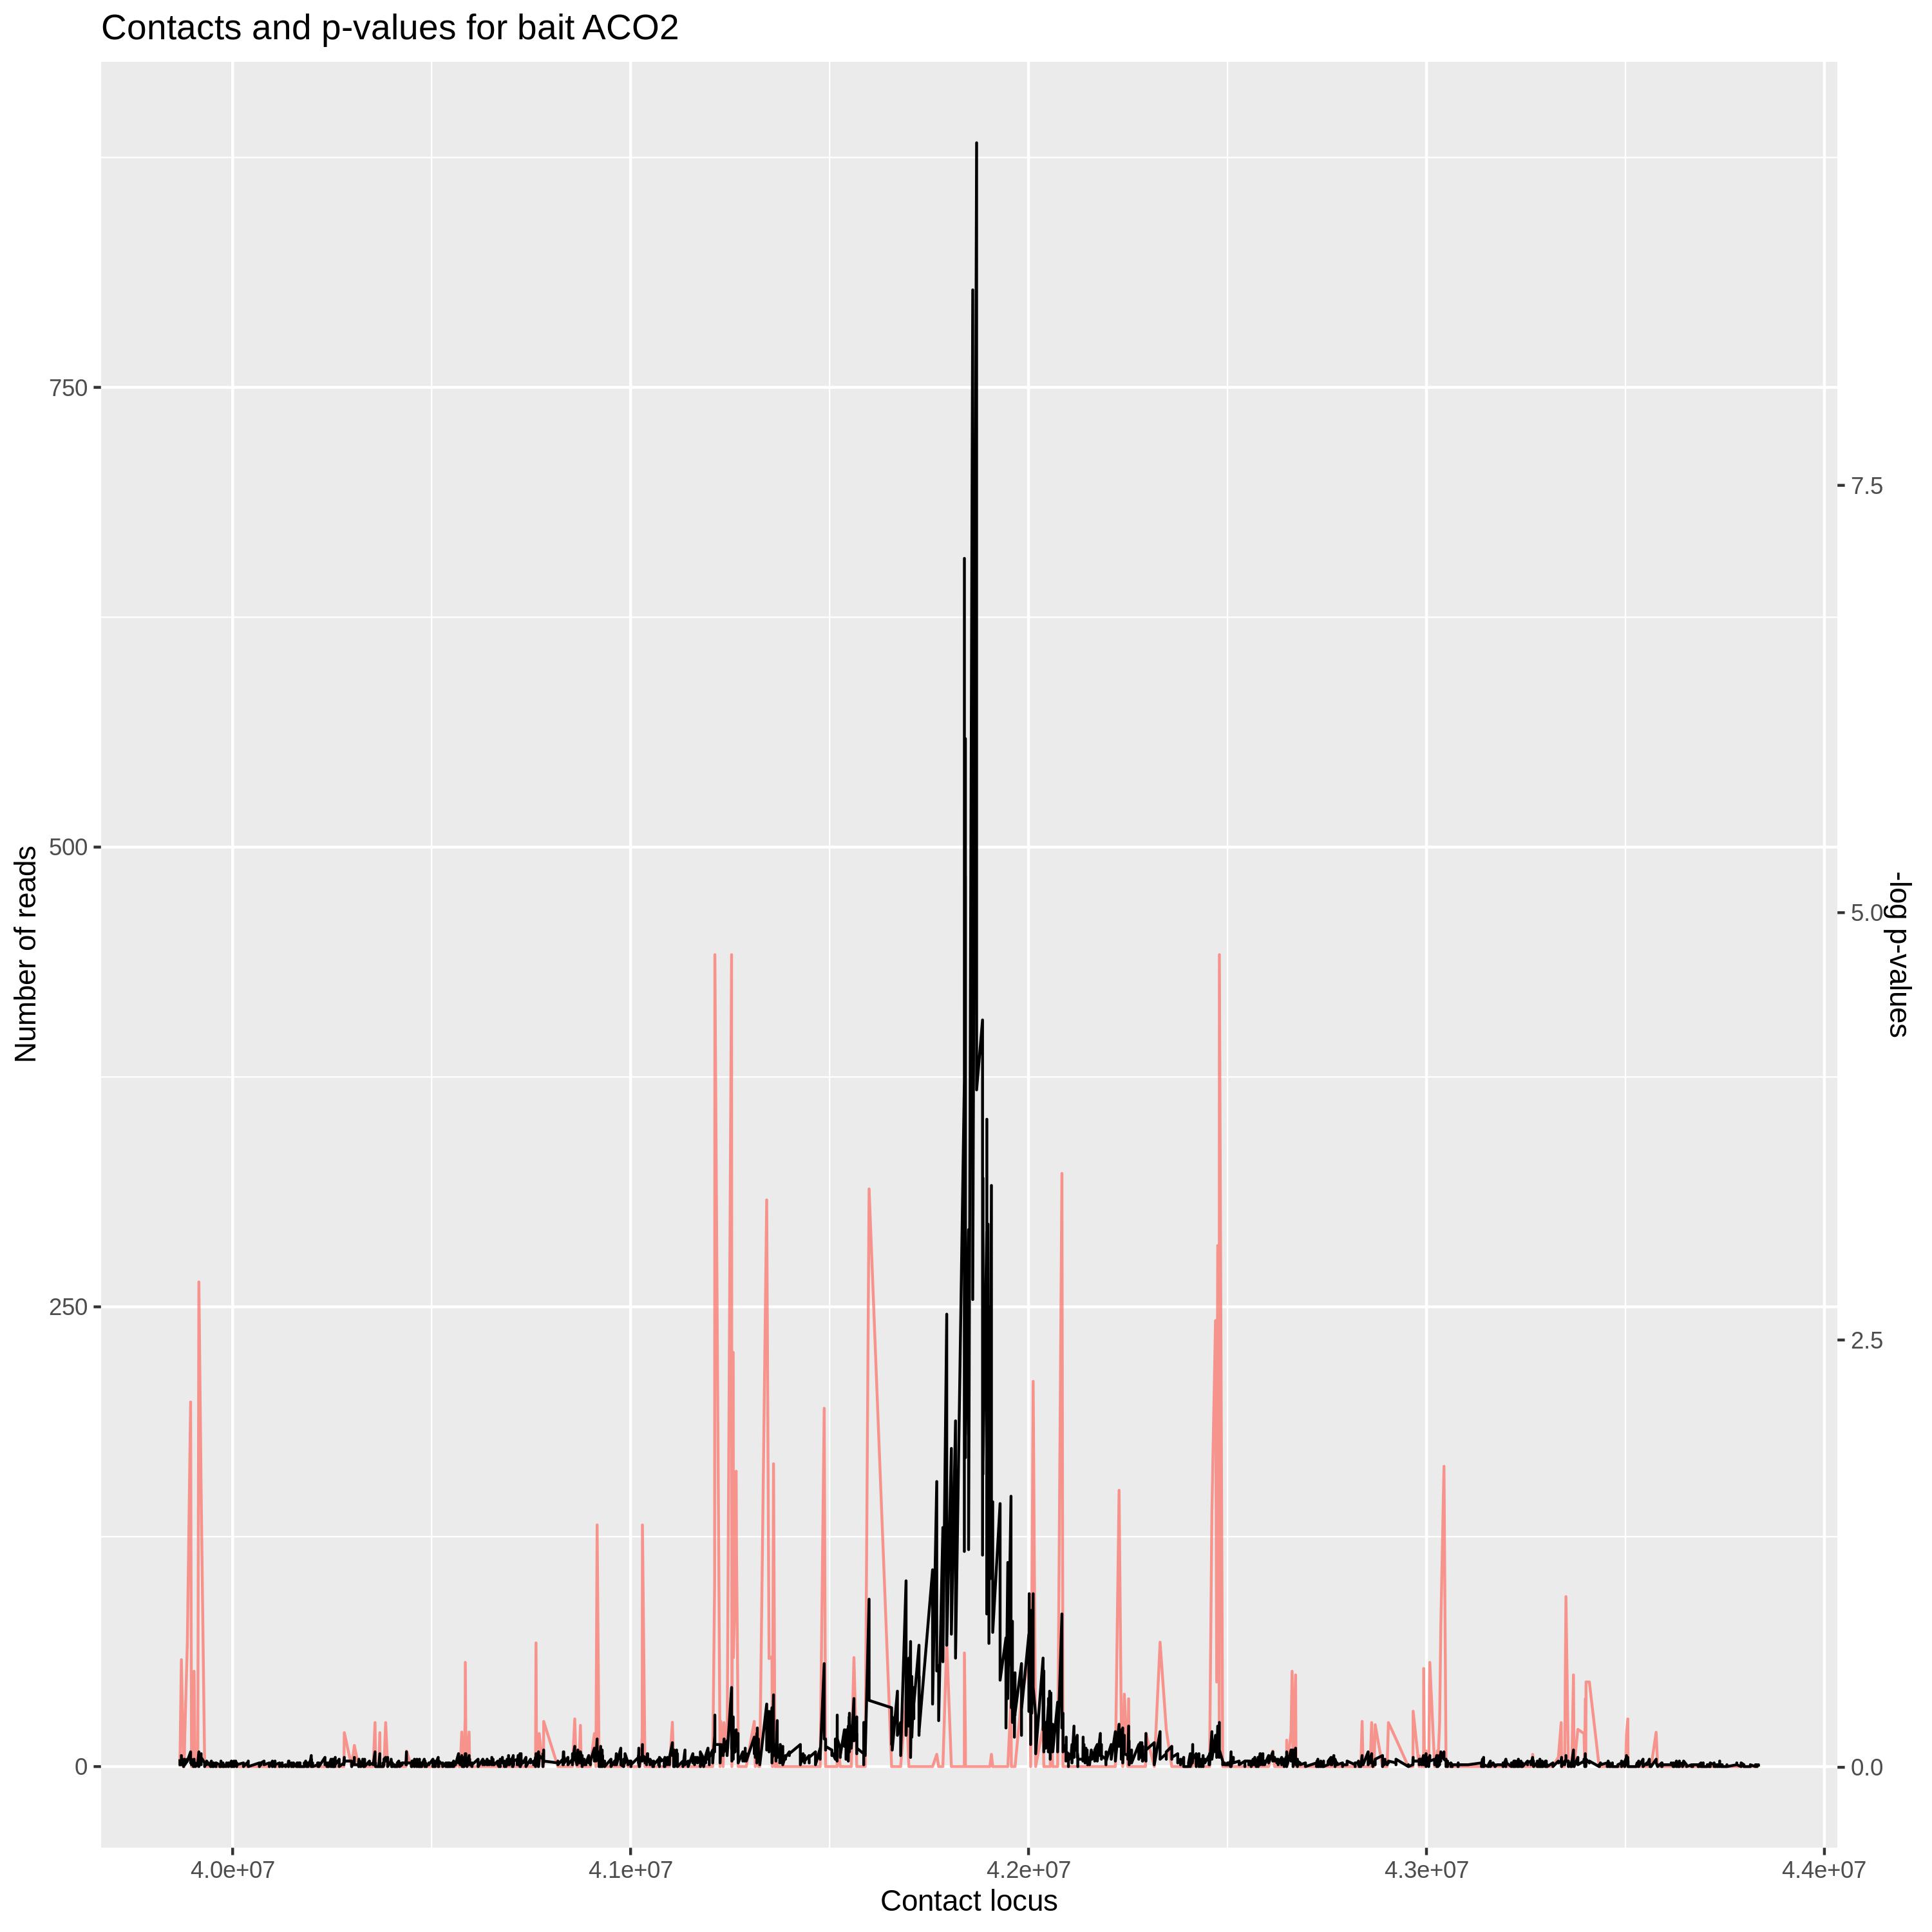 Contacts and p-values for bait ACO2
Number of reads
750
500
250
0
7.5
5.0
2.5
0.0
-log p-values
4.0e+07
4.1e+07
4.2e+07
4.3e+07
4.4e+07
Contact locus